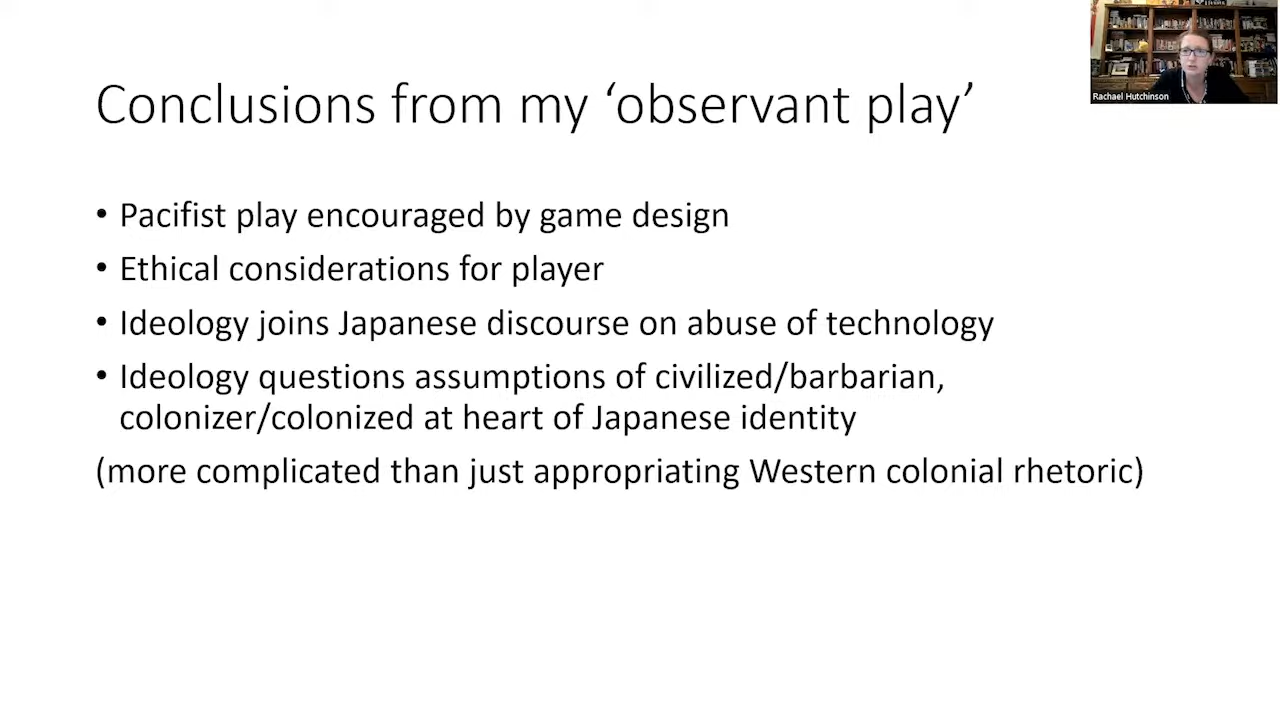 Rachael Hutchinson
Conclusions from my ‘observant play’
• Pacifist play encouraged by game design
• Ethical considerations for player
• Ideology joins Japanese discourse on abuse of technology
• Ideology questions assumptions of civilized/barbarian,
colonizer/colonized at heart of Japanese identity
(more complicated than just appropriating Western colonial rhetoric)